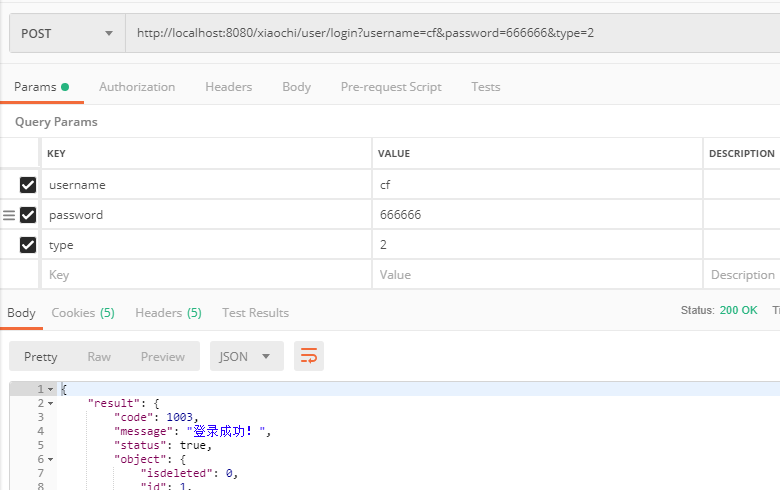 POST http://localhost:8080/xiaochi/user/login?username=cf&password=666666&type=2
Params Authorization Headers Body Pre-request Script Tests
Query Params
KEY VALUE DESCRIPTION
username cf
password 666666
type 2
Key Value Description
Body Cookies (5) Headers (5) Test Results Status: 200 OK
Pretty Raw Preview JSON
1 {
2 "result": {
3 "code": 1003,
4 "message": "登录成功！",
5 "status": true,
6 "object": {
7 "isdeleted": 0,
8 "id": 1,